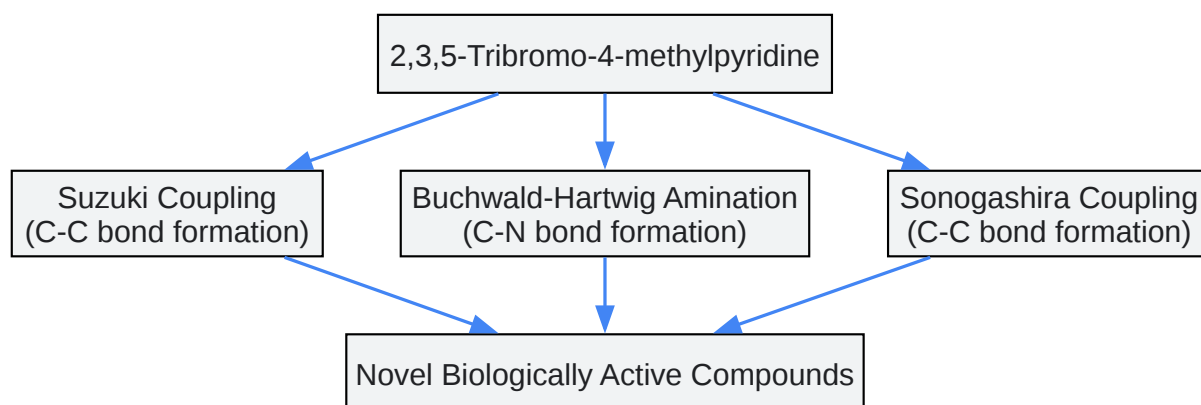 2,3,5-Tribromo-4-methylpyridine
Suzuki Coupling
(C-C bond formation)
Buchwald-Hartwig Amination
(C-N bond formation)
Sonogashira Coupling
(C-C bond formation)
Novel Biologically Active Compounds